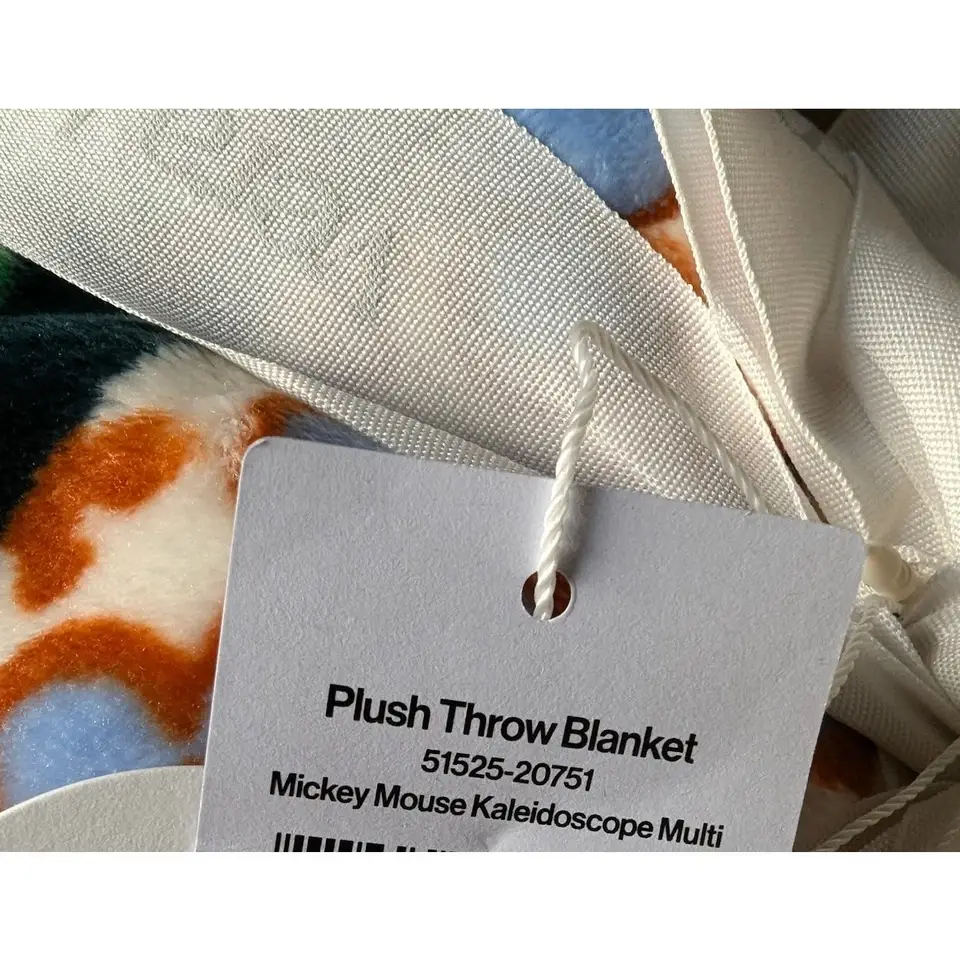 Plush Throw Blanket
51525-20751
Mickey Mouse Kaleidoscope Multi